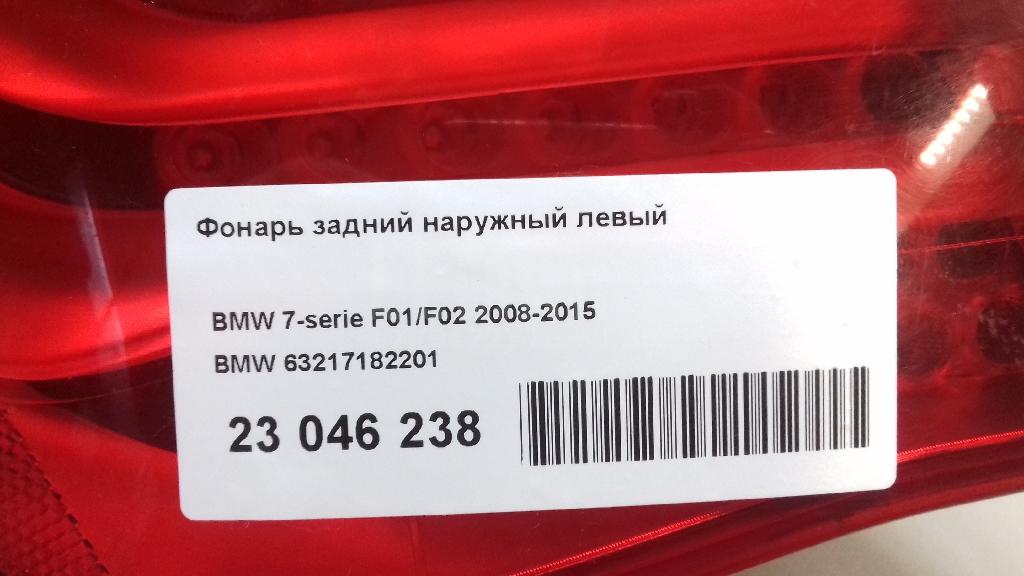 Фонарь задний наружный левый
BMW 7-serie F01/F02 2008-2015
BMW 63217182201
23 046 238